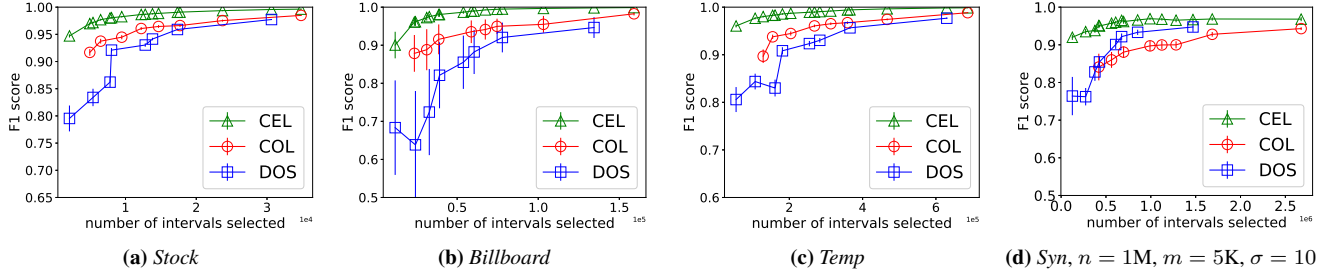 F1 score
1.00
0.95
0.90
0.85
0.80
0.75
0.70
0.65
CEL
COL
DOS
1 3
1e4
number of intervals selected
(a) Stock
F1 score
1.0
0.9
0.8
0.7
0.6
0.5
CEL
COL
DOS
0.5 1.0 1.5
1e5
number of intervals selected
(b) Billboard
F1 score
1.0
0.9
0.8
0.7
0.6
CEL
COL
DOS
2 4 6
1e5
number of intervals selected
(c) Temp
F1 score
1.0
0.9
0.8
0.7
0.6
0.5
CEL
COL
DOS
0.0 0.5 1.0 1.5 2.0 2.5
1e6
number of intervals selected
(d) Syn, n = 1M, m = 5K, σ = 10